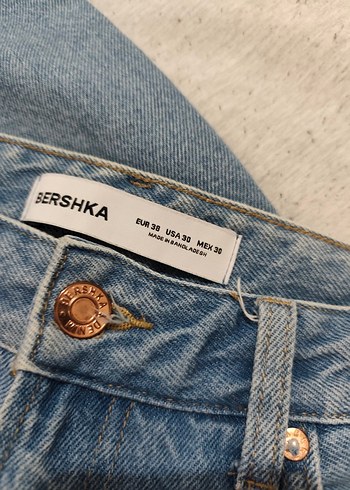 BERSHKA
EUR 38 USA 30 MEX 30
MADE IN BANGLADESH
BERSHKA
DENIM